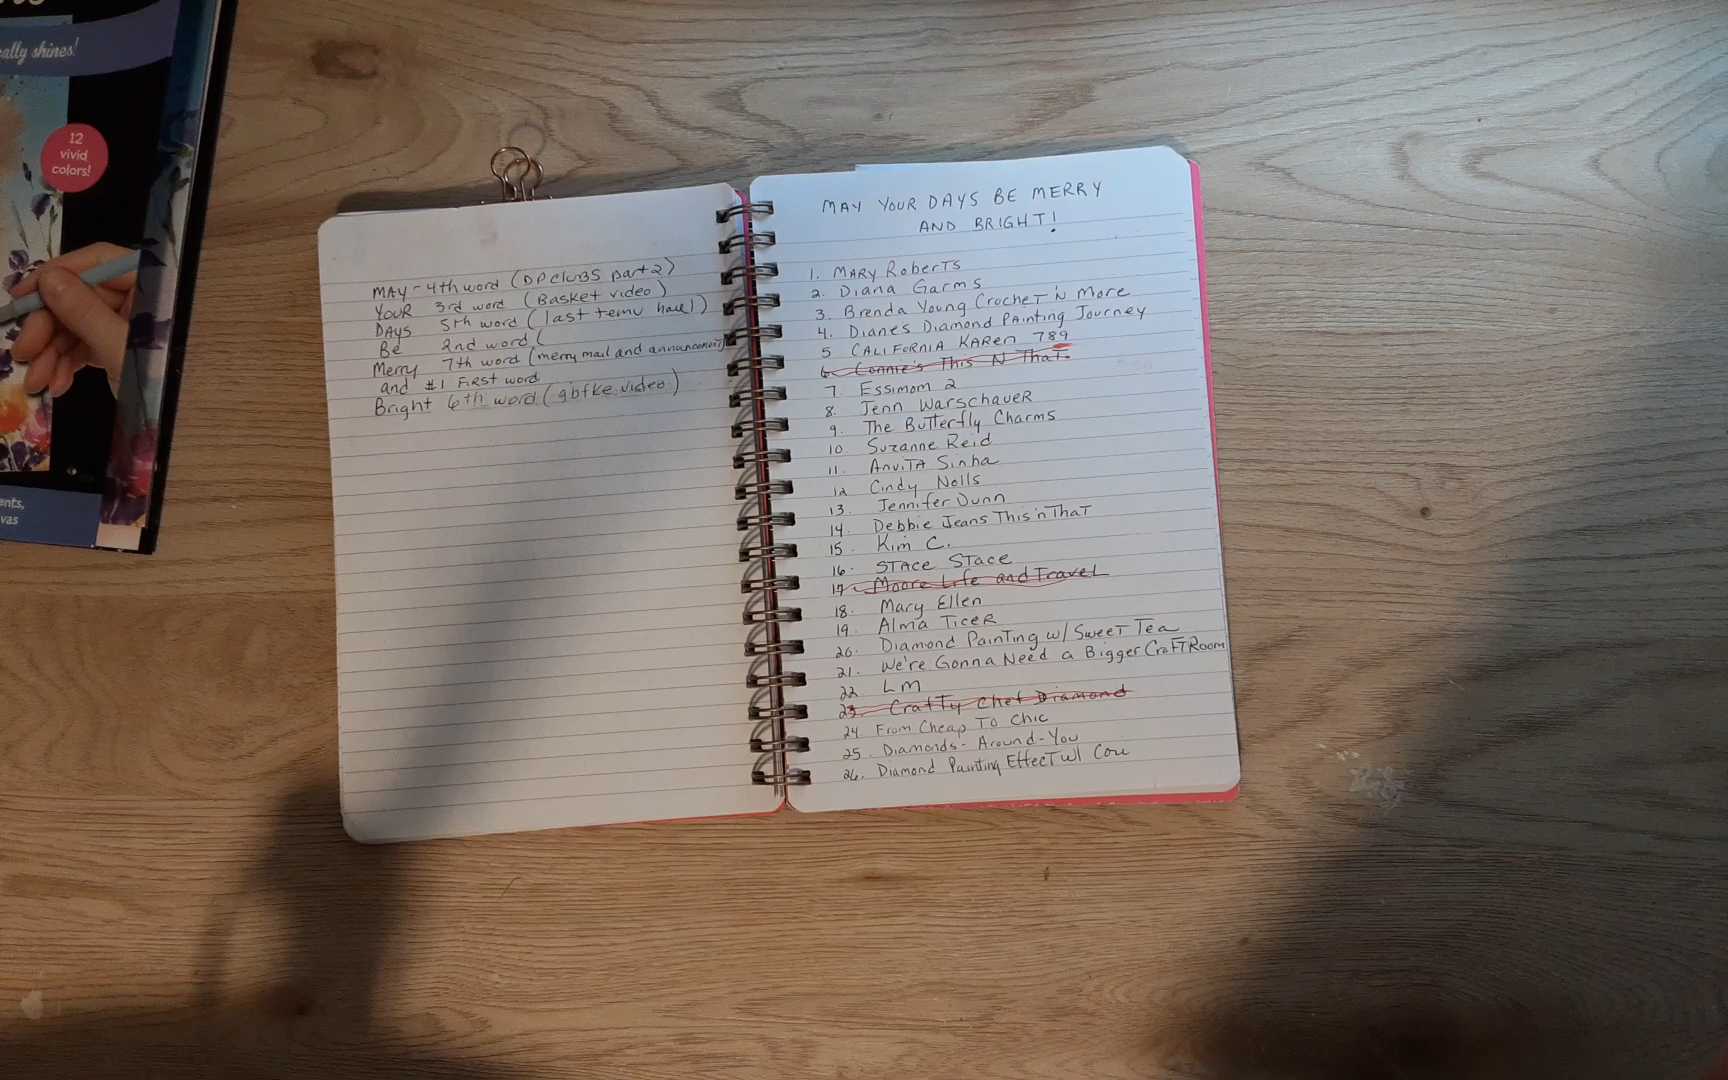 ally shines!
12
vivid
colors!
ents,
vas
MAY - 4th word (DP clubs part 2)
YOUR 3rd word (Basket video)
DAYS 5th word (last temu haul)
Be 2nd word (
Merry 7th word (merry mail and announcement)
and #1 First word
Bright 6th word (gbfke video)
MAY YOUR DAYS BE MERRY
AND BRIGHT!
1. MARY RoberTs
2. Diana Garms
3. Brenda Young CrocheT 'N More
4. Dianes Diamond PAinting Journey
5 CALIFORNIA KARen 789
6. Connie's This N That
7. Essimom 2
8. Jenn WarschaueR
9. The Butterfly Charms
10 Suzanne Reid
11. AnviTA Sinha
12 Cindy Nolls
13. Jennifer Dunn
14. Debbie Jeans This 'n ThaT
15. Kim C.
16. STAce STace
17. Moore Life and Travel
18. Mary Ellen
19. Alma TiceR
20. Diamond PainTing w/ SweeT Tea
21. We're Gonna Need a Bigger CraFT Room
22 LM
23. CrafTy Chef Diamond
24 From Cheap To Chic
25. Diamonds - Around - You
26. Diamond Painting EffecT w/